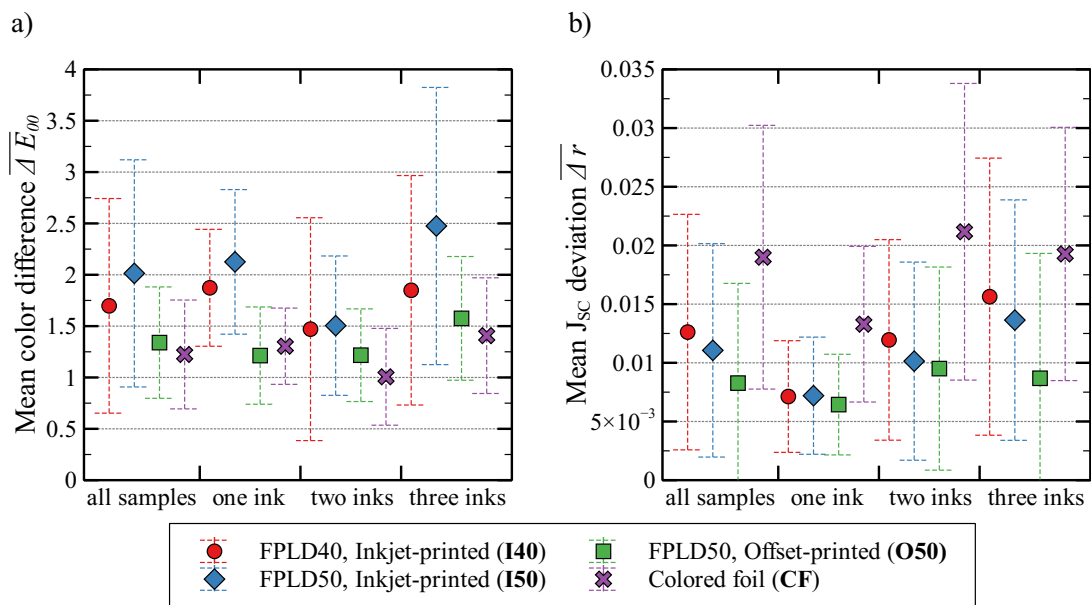 a)
b)
Mean color difference Δ E₀₀
4
3.5
3
2.5
2
1.5
1
0.5
0
all samples one ink two inks three inks
Mean J_SC deviation Δ r
0.035
0.03
0.025
0.02
0.015
0.01
5×10⁻³
0
all samples one ink two inks three inks
FPLD40, Inkjet-printed (I40)
FPLD50, Inkjet-printed (I50)
FPLD50, Offset-printed (O50)
Colored foil (CF)